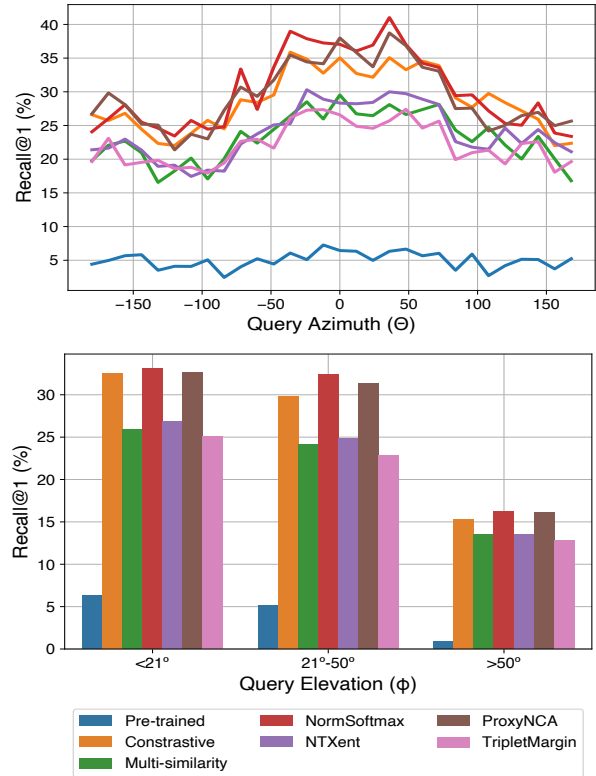 40
35
30
25
20
15
10
5
Recall@1 (%)
−150 −100 −50 0 50 100 150
Query Azimuth (Θ)
30
25
20
15
10
5
0
Recall@1 (%)
<21° 21°-50° >50°
Query Elevation (ϕ)
Pre-trained NormSoftmax ProxyNCA
Constrastive NTXent TripletMargin
Multi-similarity